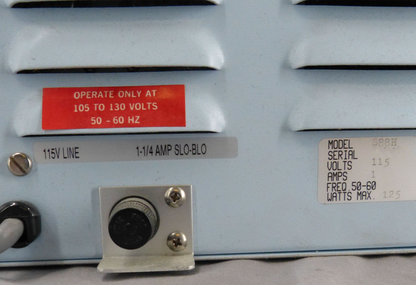 OPERATE ONLY AT
105 TO 130 VOLTS
50 - 60 HZ
115V LINE 1-1/4 AMP SLO-BLO
MODEL
SERIAL
VOLTS 115
AMPS 1
FREQ 50-60
WATTS MAX. 125